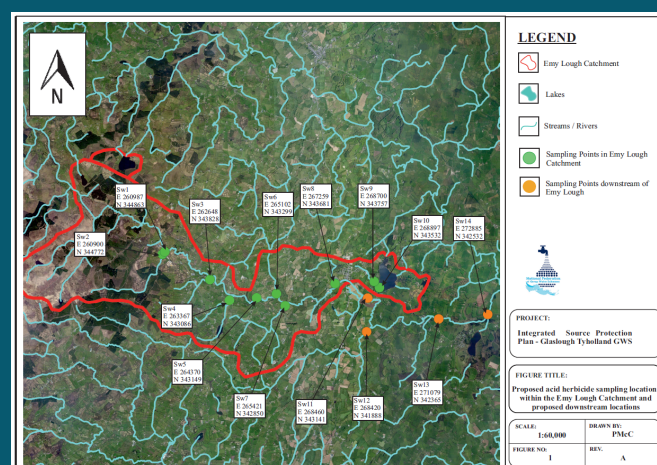 N
Sw1
E 260987
N 344863
Sw2
E 260900
N 344772
Sw3
E 262648
N 343828
Sw4
E 263367
N 343086
Sw5
E 264370
N 343149
Sw6
E 265102
N 343299
Sw7
E 265421
N 342850
Sw8
E 267259
N 343681
Sw9
E 268700
N 343757
Sw10
E 268897
N 343532
Sw11
E 268460
N 343141
Sw12
E 268420
N 341888
Sw13
E 271079
N 342365
Sw14
E 272885
N 342532
LEGEND
Emy Lough Catchment
Lakes
Streams / Rivers
Sampling Points in Emy Lough
Catchment
Sampling Points downstream of
Emy Lough
PROJECT:
Integrated Source Protection
Plan - Glaslough Tyholland GWS
FIGURE TITLE:
Proposed acid herbicide sampling location
within the Emy Lough Catchment and
proposed downstream locations
SCALE:
1:60,000
DRAWN BY:
PMcC
FIGURE NO:
1
REV.
A